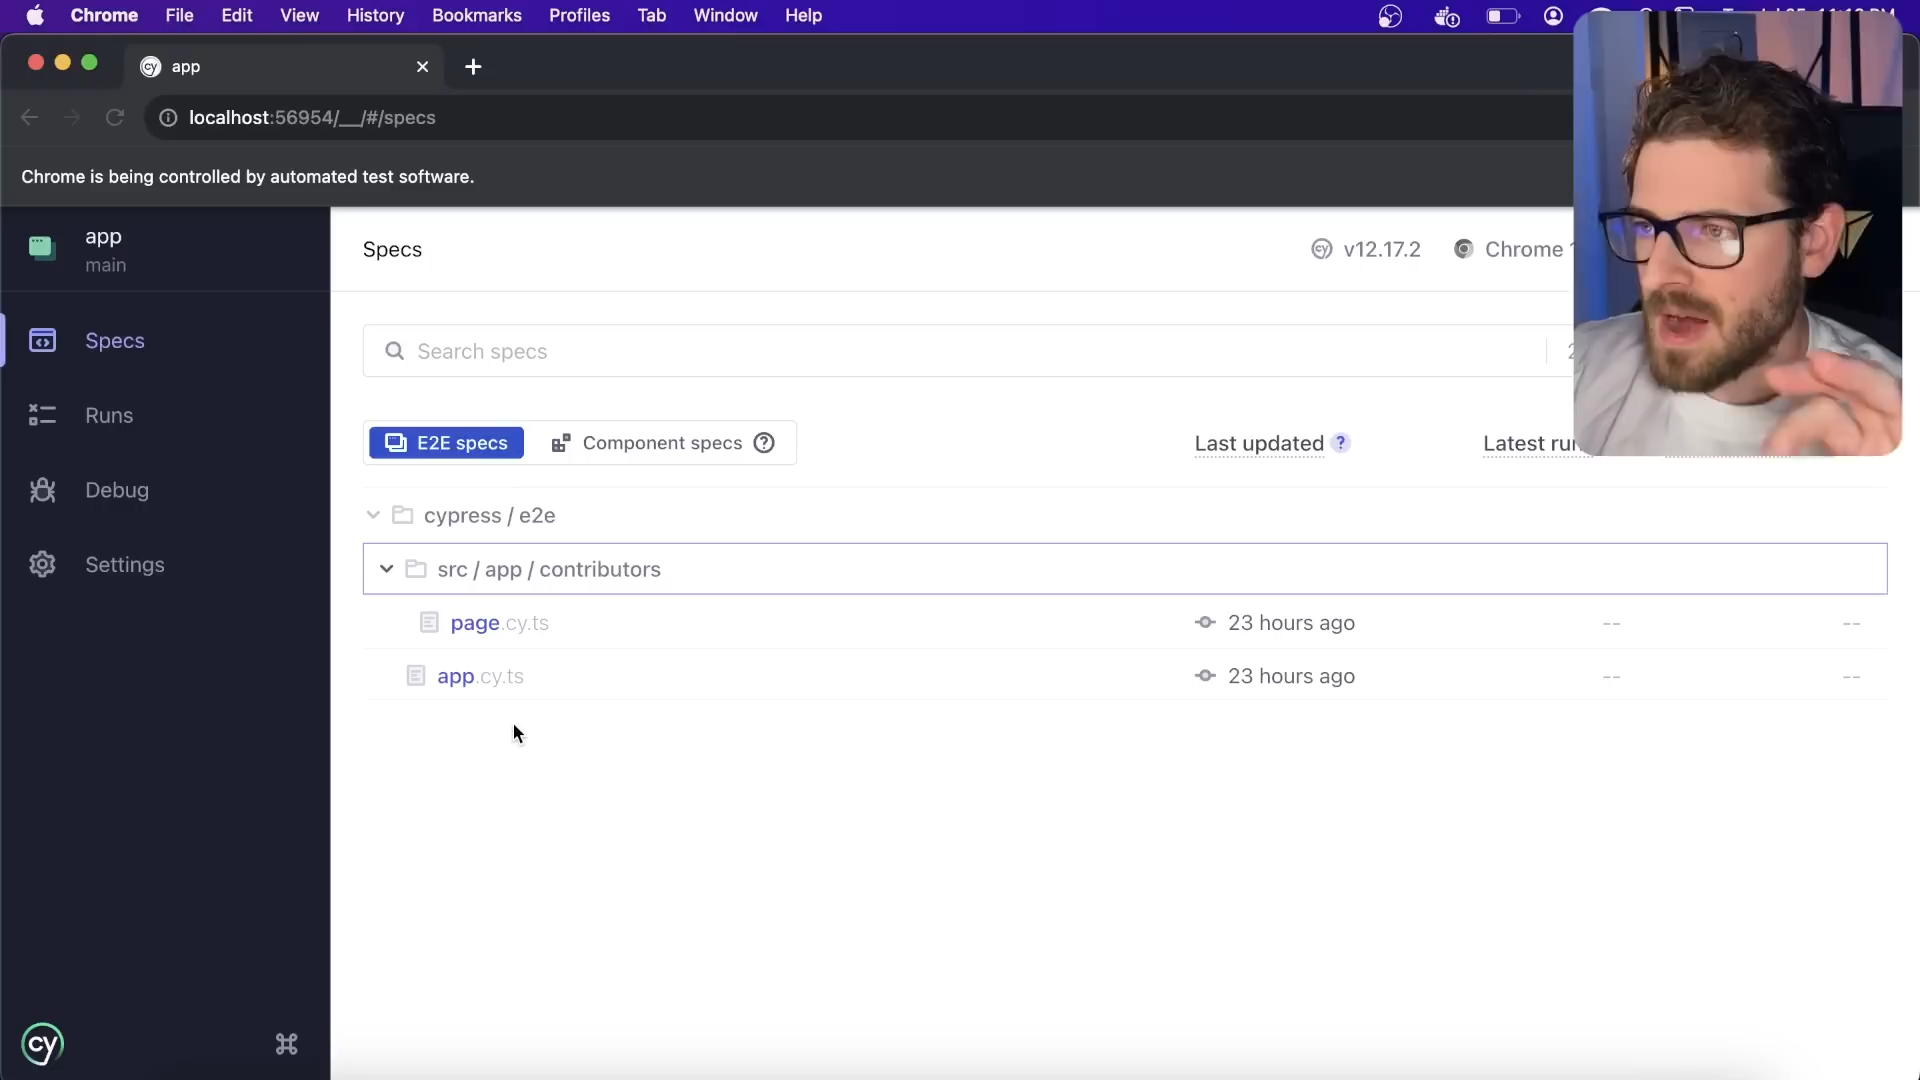 Chrome File Edit View History Bookmarks Profiles Tab Window Help
app
localhost:56954/__/#/specs
Chrome is being controlled by automated test software.
app
main
Specs
Runs
Debug
Settings
cy
Specs
v12.17.2 Chrome
Search specs
E2E specs Component specs Last updated ? Latest
cypress / e2e
src / app / contributors
page.cy.ts 23 hours ago -- --
app.cy.ts 23 hours ago -- --